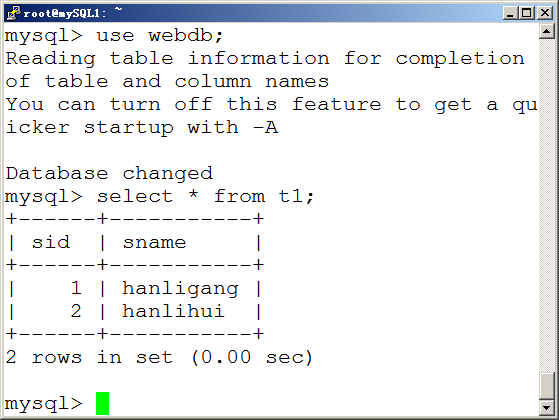 root@mySQL1: ~
mysql> use webdb;
Reading table information for completion
of table and column names
You can turn off this feature to get a qu
icker startup with -A
Database changed
mysql> select * from t1;
+------+-----------+
| sid  | sname     |
+------+-----------+
|    1 | hanligang |
|    2 | hanlihui  |
+------+-----------+
2 rows in set (0.00 sec)
mysql>